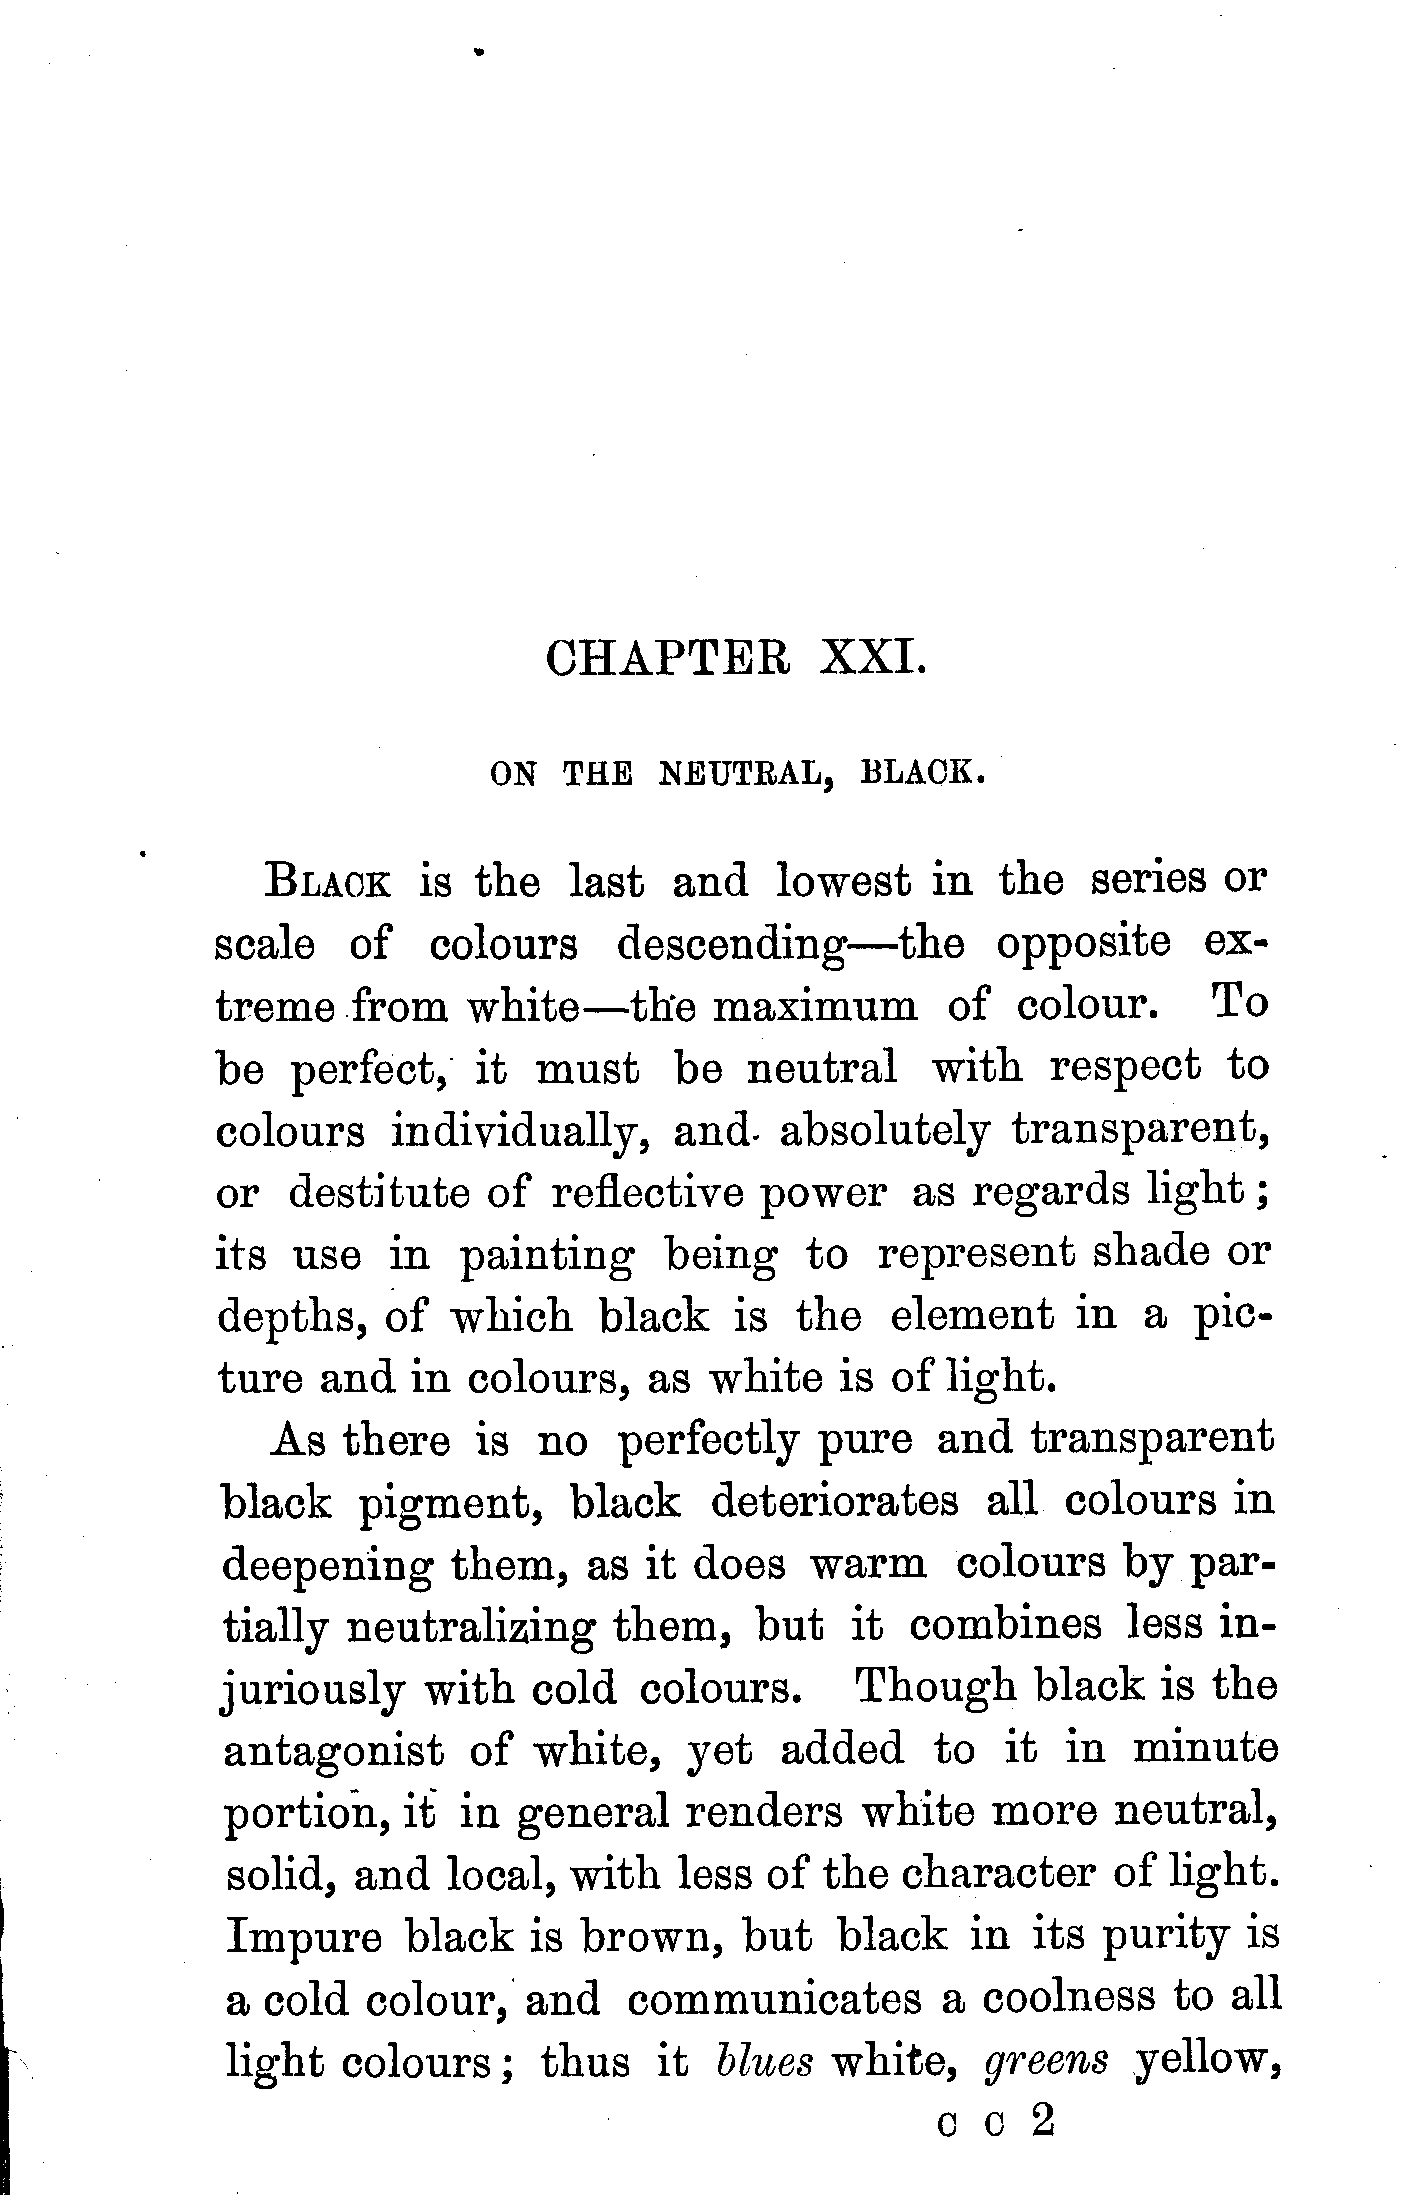 CHAPTER XXI.
ON THE NEUTRAL, BLACK.
BLACK is the last and lowest in the series or
scale of colours descending—the opposite ex-
treme from white—the maximum of colour. To
be perfect, it must be neutral with respect to
colours individually, and absolutely transparent,
or destitute of reflective power as regards light;
its use in painting being to represent shade or
depths, of which black is the element in a pic-
ture and in colours, as white is of light.
As there is no perfectly pure and transparent
black pigment, black deteriorates all colours in
deepening them, as it does warm colours by par-
tially neutralizing them, but it combines less in-
juriously with cold colours. Though black is the
antagonist of white, yet added to it in minute
portion, it in general renders white more neutral,
solid, and local, with less of the character of light.
Impure black is brown, but black in its purity is
a cold colour, and communicates a coolness to all
light colours; thus it blues white, greens yellow,
C C 2